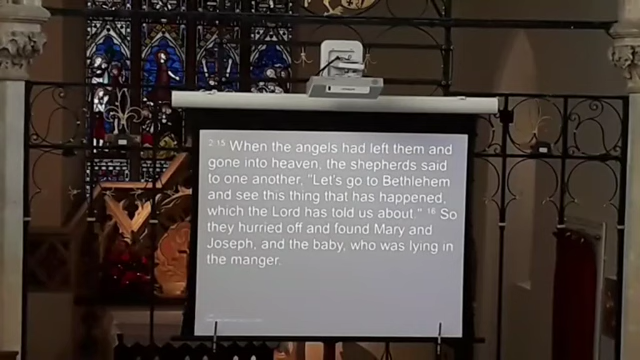 2:15 When the angels had left them and
gone into heaven, the shepherds said
to one another, "Let's go to Bethlehem
and see this thing that has happened,
which the Lord has told us about." 16 So
they hurried off and found Mary and
Joseph, and the baby, who was lying in
the manger.